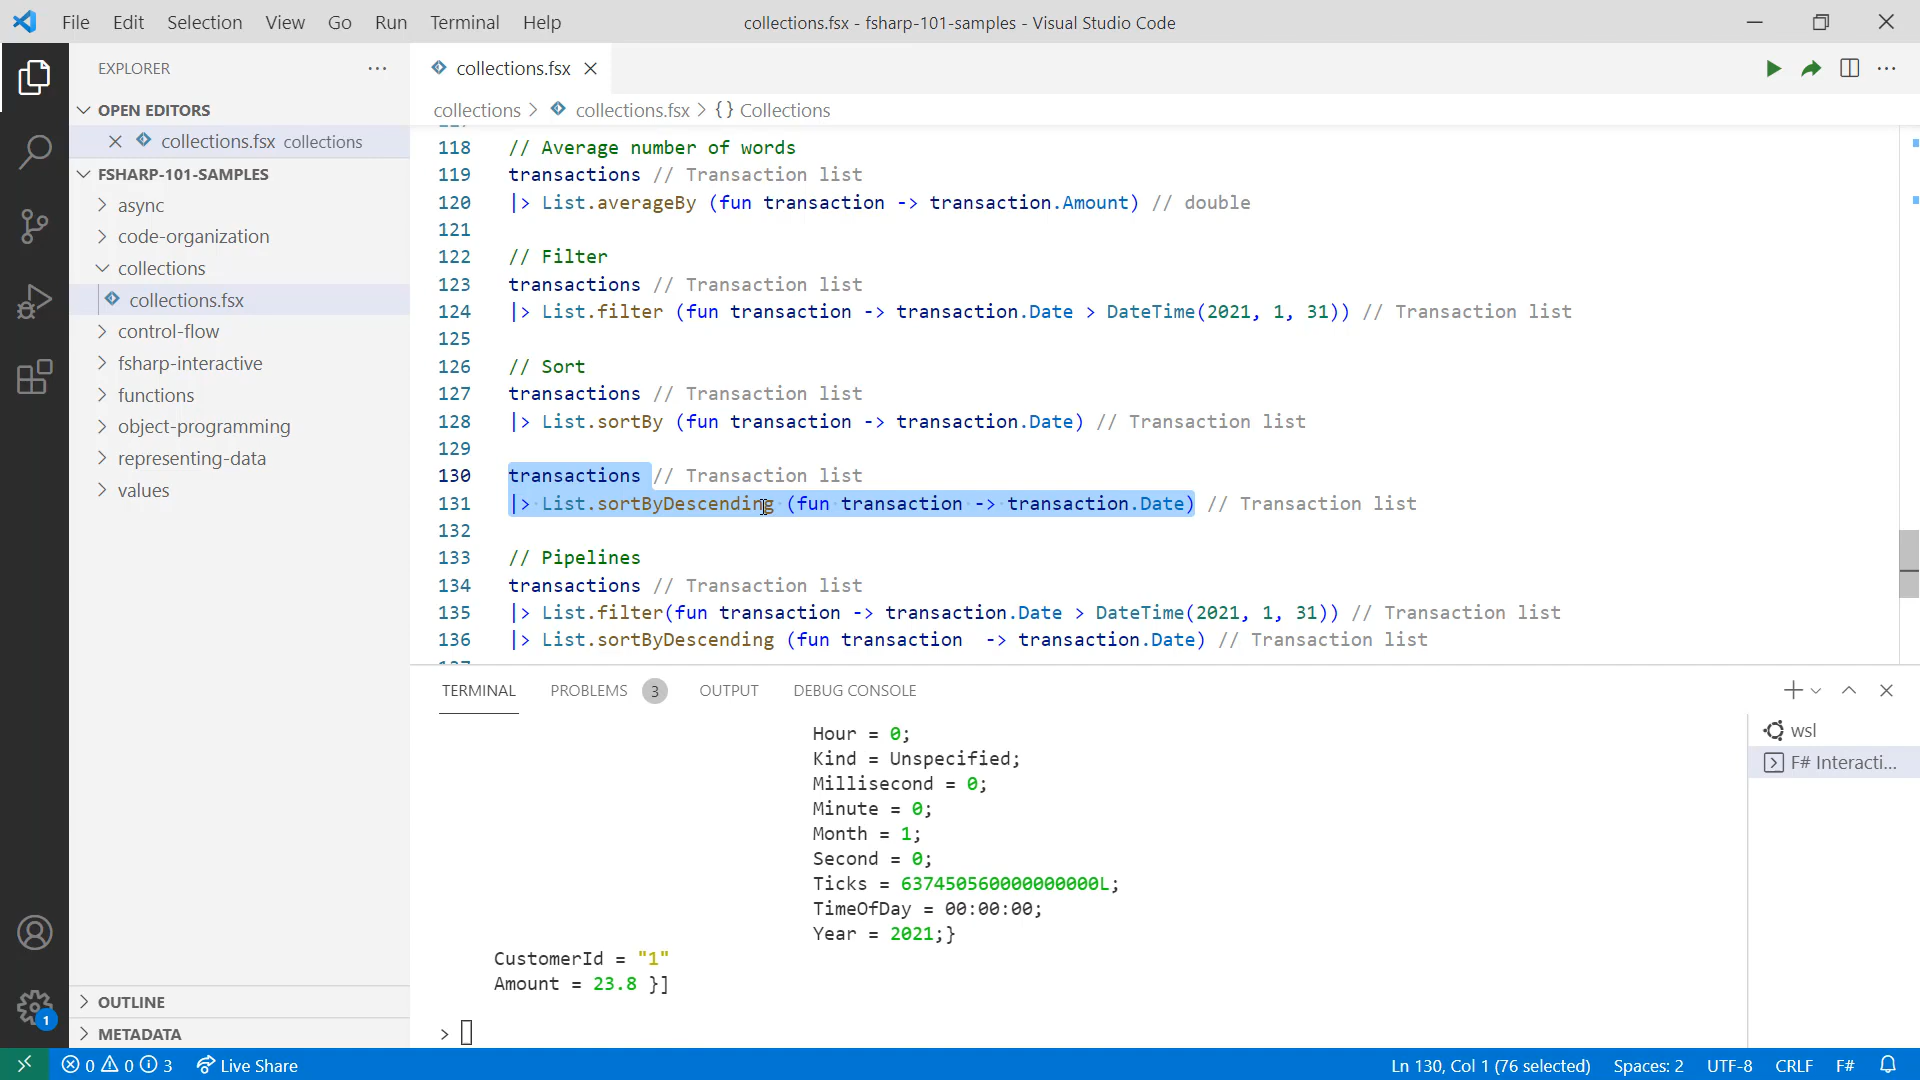 File Edit Selection View Go Run Terminal Help
collections.fsx - fsharp-101-samples - Visual Studio Code
EXPLORER
OPEN EDITORS
collections.fsx collections
FSHARP-101-SAMPLES
async
code-organization
collections
collections.fsx
control-flow
fsharp-interactive
functions
object-programming
representing-data
values
OUTLINE
METADATA
collections.fsx
collections > collections.fsx > {} Collections
118 // Average number of words
119 transactions // Transaction list
120 |> List.averageBy (fun transaction -> transaction.Amount) // double
121
122 // Filter
123 transactions // Transaction list
124 |> List.filter (fun transaction -> transaction.Date > DateTime(2021, 1, 31)) // Transaction list
125
126 // Sort
127 transactions // Transaction list
128 |> List.sortBy (fun transaction -> transaction.Date) // Transaction list
129
130 transactions // Transaction list
131 |> List.sortByDescending (fun transaction -> transaction.Date) // Transaction list
132
133 // Pipelines
134 transactions // Transaction list
135 |> List.filter(fun transaction -> transaction.Date > DateTime(2021, 1, 31)) // Transaction list
136 |> List.sortByDescending (fun transaction  -> transaction.Date) // Transaction list
TERMINAL PROBLEMS 3 OUTPUT DEBUG CONSOLE
Hour = 0;
Kind = Unspecified;
Millisecond = 0;
Minute = 0;
Month = 1;
Second = 0;
Ticks = 637450560000000000L;
TimeOfDay = 00:00:00;
Year = 2021;}
CustomerId = "1"
Amount = 23.8 }]
>
wsl
F# Interacti...
1
0 0 3 Live Share
Ln 130, Col 1 (76 selected) Spaces: 2 UTF-8 CRLF F#